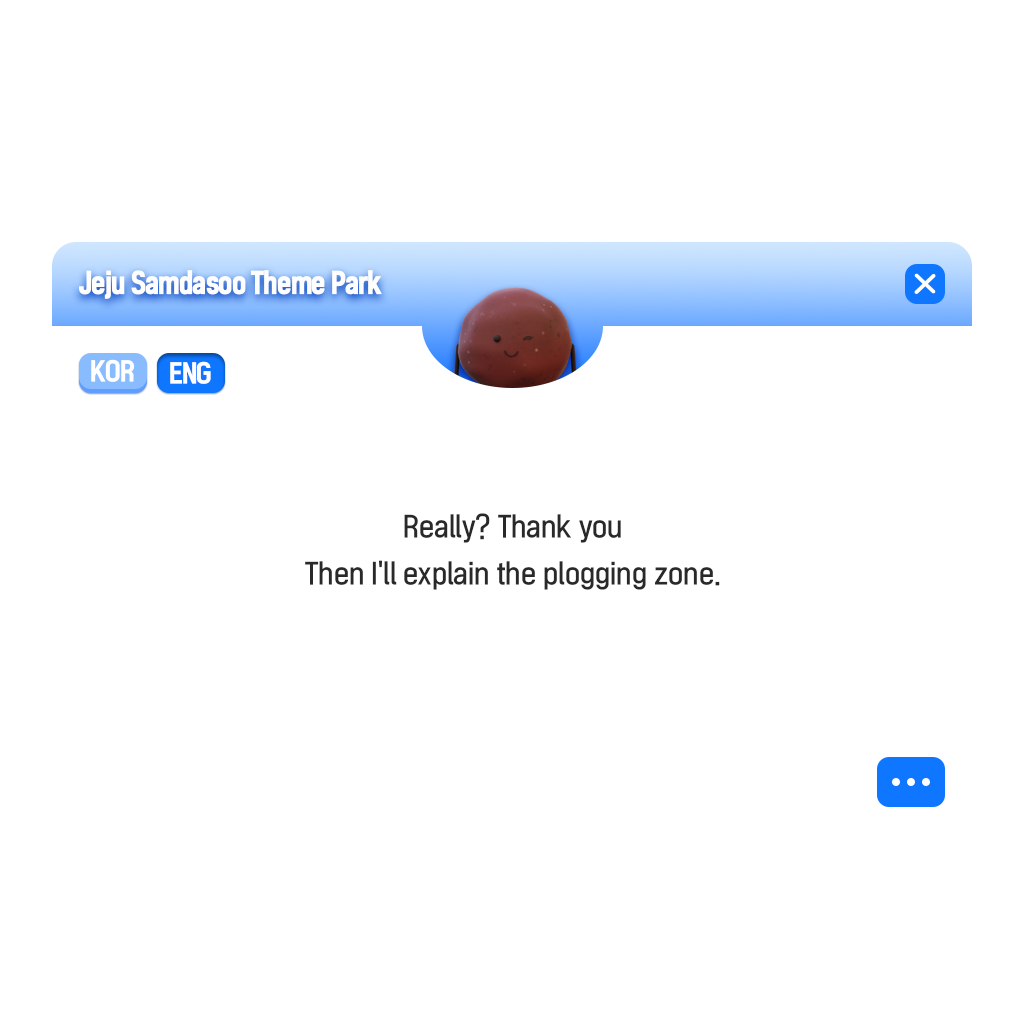 Jeju Samdasoo Theme Park
KOR ENG
Really? Thank you
Then I'll explain the plogging zone.